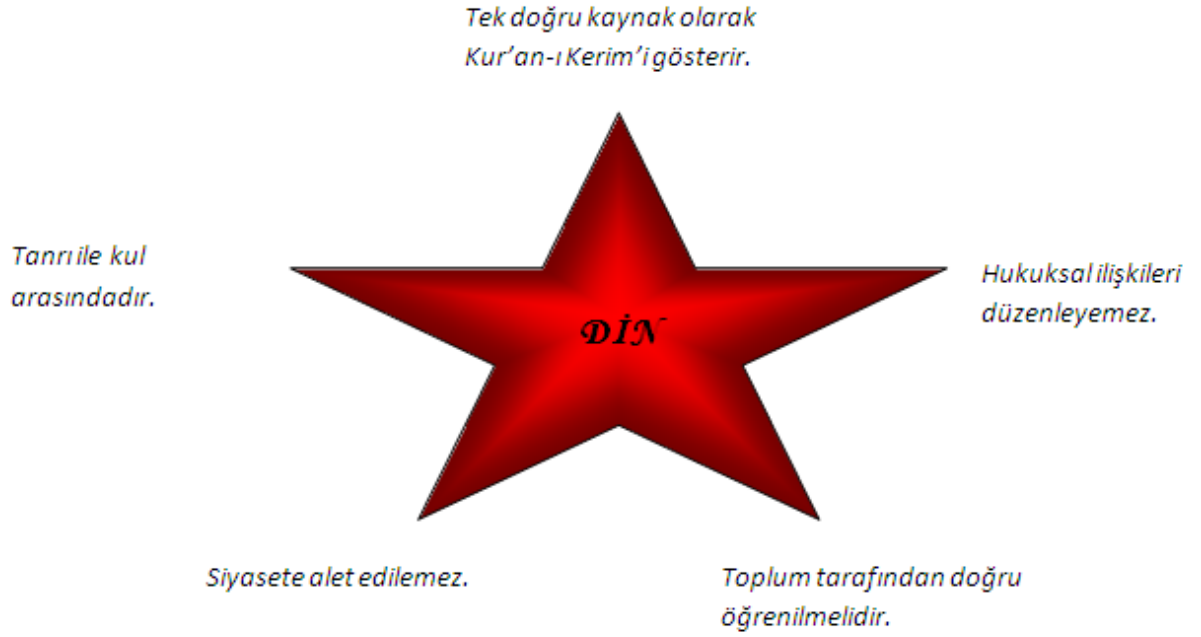 Tek doğru kaynak olarak
Kur'an-ı Kerim'i gösterir.
Tanrı ile kul
arasındadır.
Hukuksal ilişkileri
düzenleyemez.
DİN
Siyasete alet edilemez.
Toplum tarafından doğru
öğrenilmelidir.